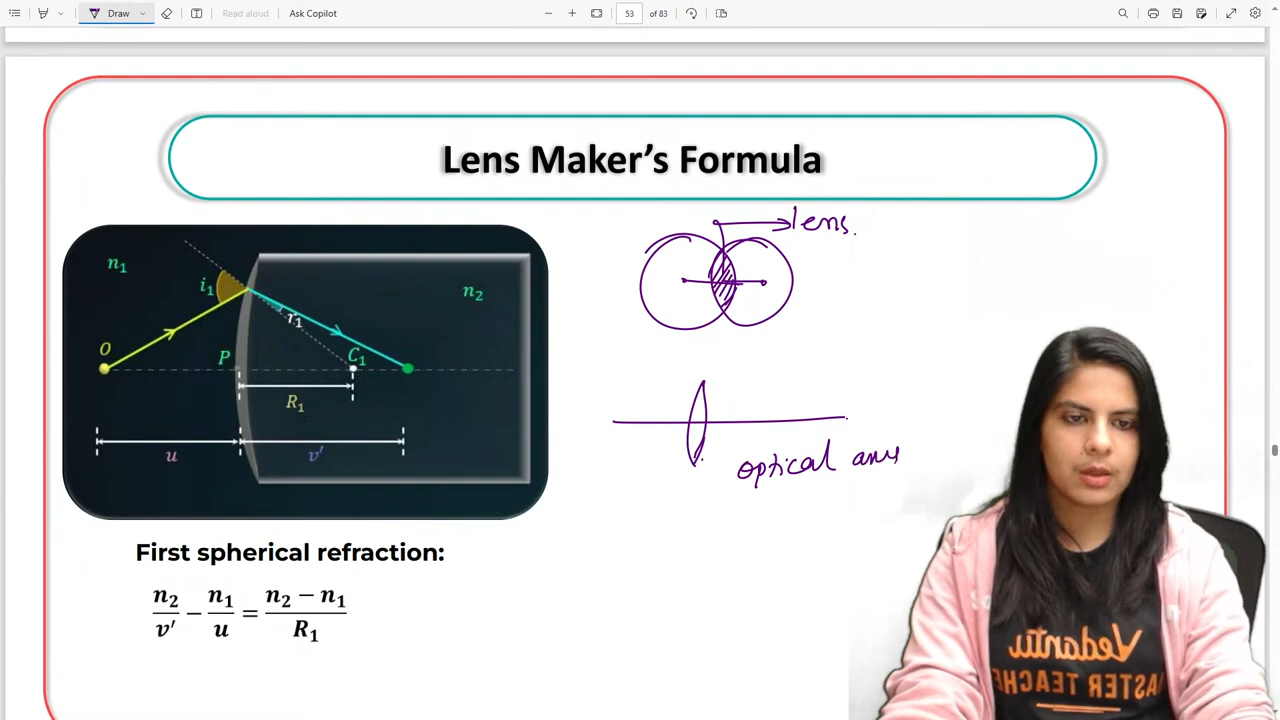 Draw
Read aloud
Ask Copilot
53 of 83
Lens Maker's Formula
n₁
i₁
r₁
n₂
O
P
C₁
R₁
u
v′
lens.
optical axis
First spherical refraction:
n₂/v′ − n₁/u = (n₂ − n₁)/R₁
Vedantu
MASTER TEACHER